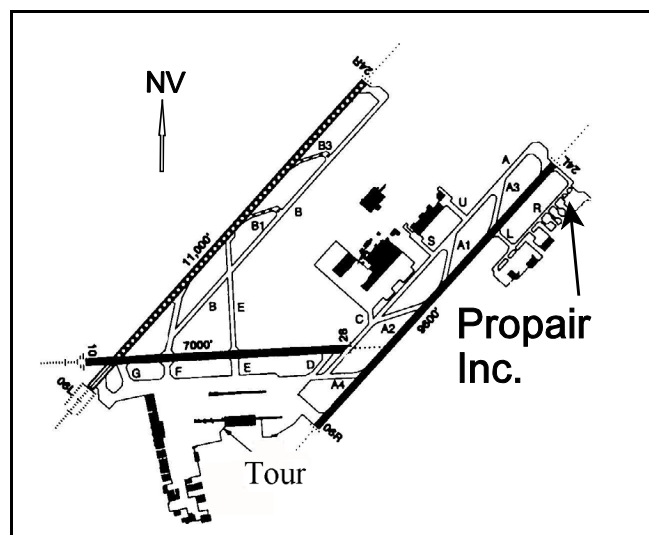 24R
NV
B3
A
24L
A3
B
U
R
B1
L
S
A1
11,000'
B
E
C
Propair
Inc.
A2
9600'
28
10
7000'
G
F
E
D
A4
06L
06R
Tour